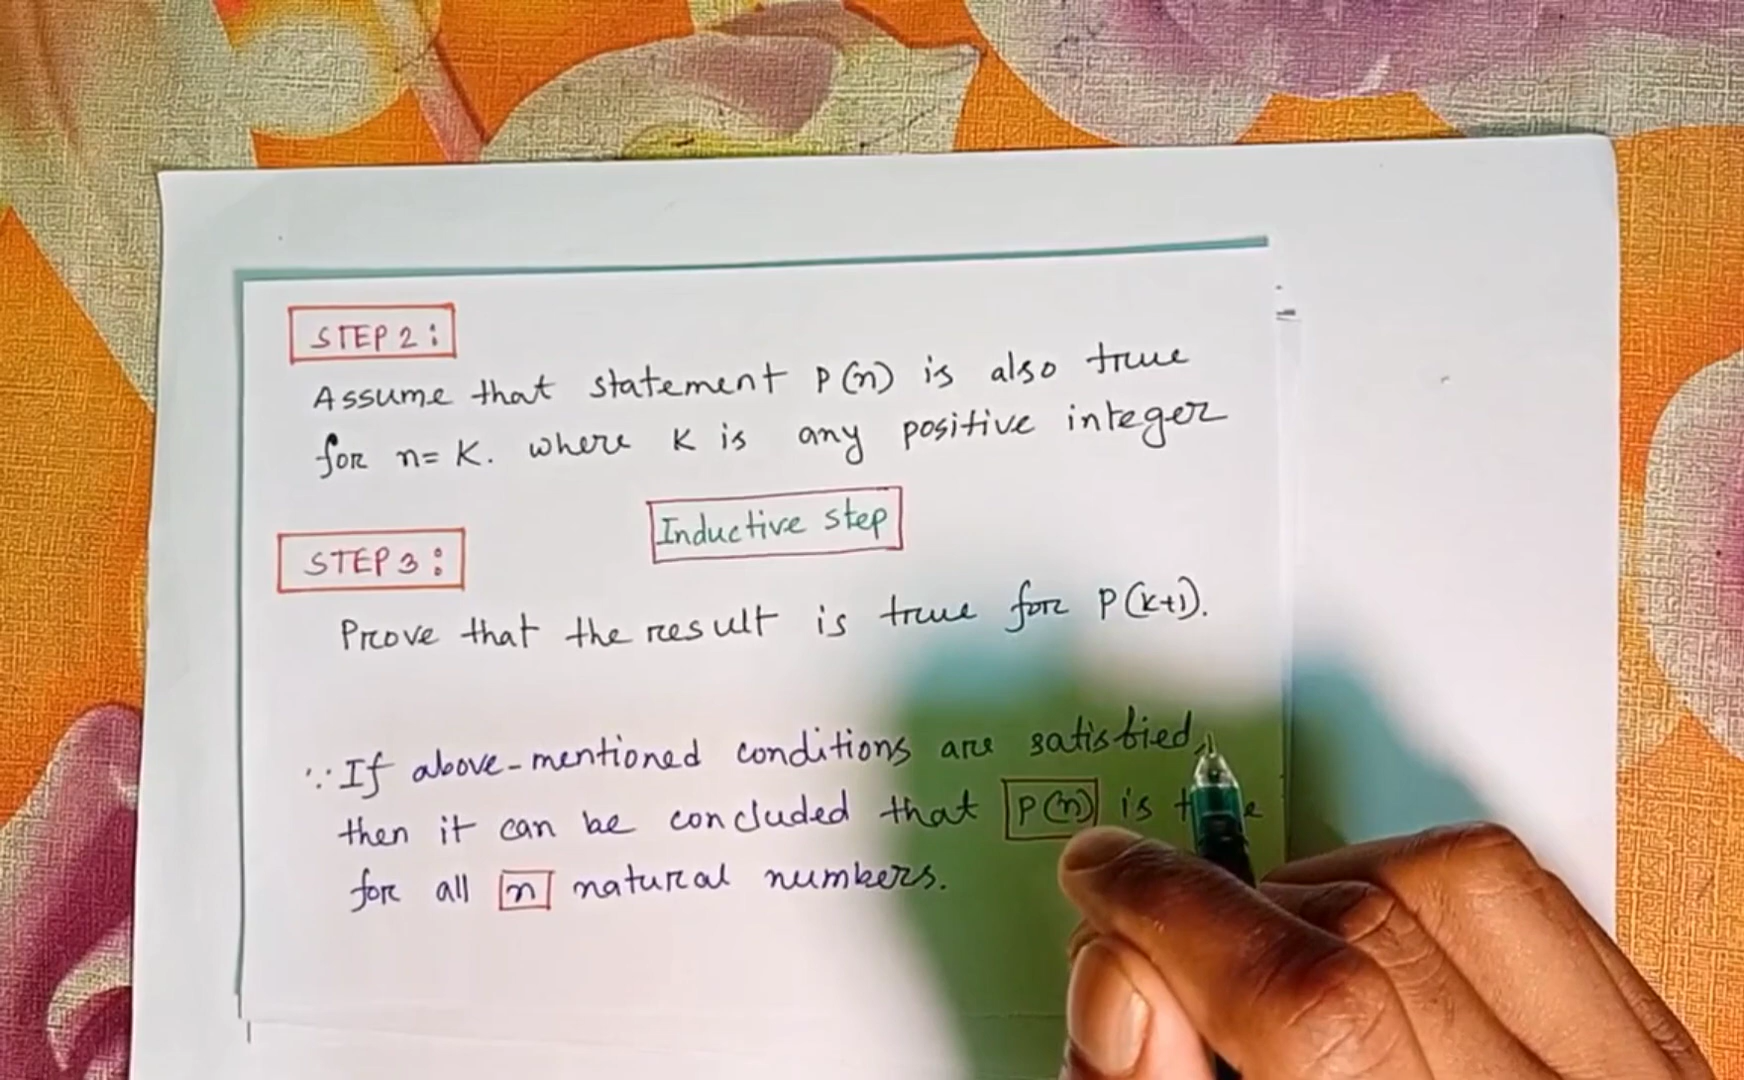 STEP 2:
Assume that statement P(n) is also true
for n= K. where K is any positive integer
Inductive step
STEP 3:
Prove that the result is true for P(k+1).
∵ If above-mentioned conditions are satisfied,
then it can be concluded that P(n) is
for all n natural numbers.